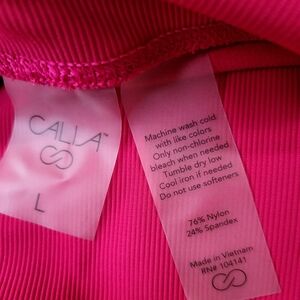 CALIA™
L
Machine wash cold
with like colors
Only non-chlorine
bleach when needed
Tumble dry low
Cool iron if needed
Do not use softeners
76% Nylon
24% Spandex
Made in Vietnam
RN# 104141